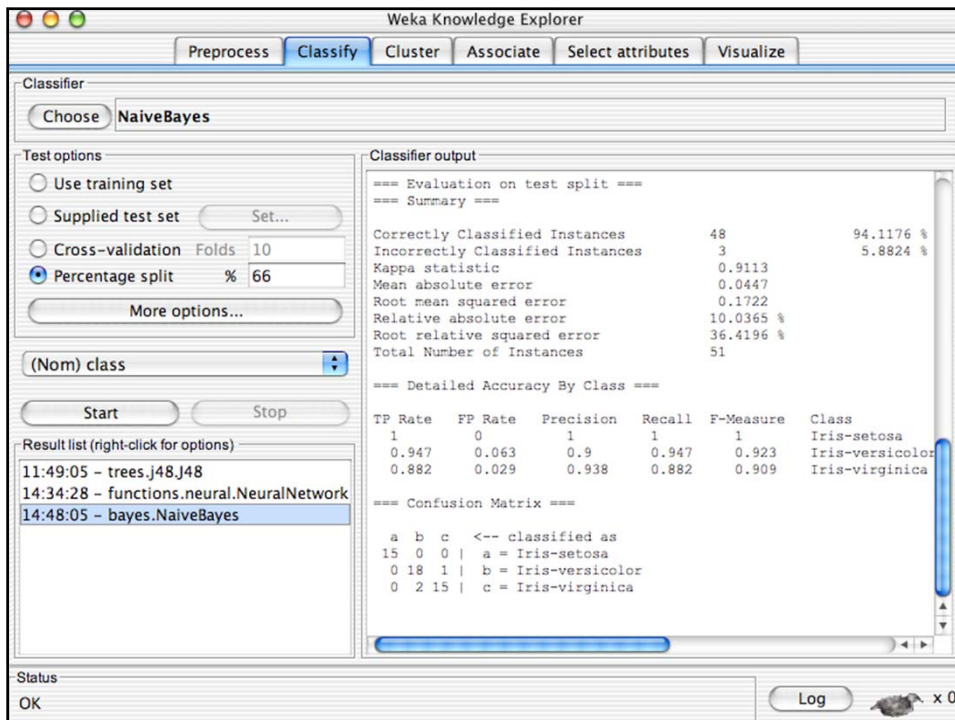 Weka Knowledge Explorer
Preprocess Classify Cluster Associate Select attributes Visualize
Classifier
Choose NaiveBayes
Test options
Use training set
Supplied test set Set...
Cross-validation Folds 10
Percentage split % 66
More options...
(Nom) class
Start Stop
Result list (right-click for options)
11:49:05 – trees.j48.J48
14:34:28 – functions.neural.NeuralNetwork
14:48:05 – bayes.NaiveBayes
Classifier output
=== Evaluation on test split ===
=== Summary ===
Correctly Classified Instances 48 94.1176 %
Incorrectly Classified Instances 3 5.8824 %
Kappa statistic 0.9113
Mean absolute error 0.0447
Root mean squared error 0.1722
Relative absolute error 10.0365 %
Root relative squared error 36.4196 %
Total Number of Instances 51
=== Detailed Accuracy By Class ===
TP Rate FP Rate Precision Recall F-Measure Class
1 0 1 1 1 Iris-setosa
0.947 0.063 0.9 0.947 0.923 Iris-versicolor
0.882 0.029 0.938 0.882 0.909 Iris-virginica
=== Confusion Matrix ===
a b c <-- classified as
15 0 0 | a = Iris-setosa
0 18 1 | b = Iris-versicolor
0 2 15 | c = Iris-virginica
Status
OK
Log x 0